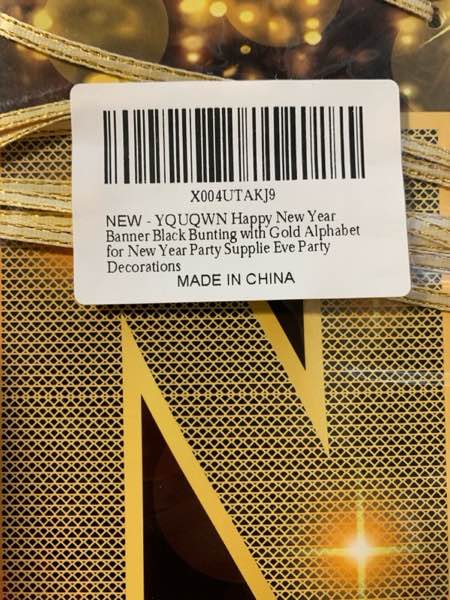 X004UTAKJ9
NEW - YQUQWN Happy New Year
Banner Black Bunting with Gold Alphabet
for New Year Party Supplie Eve Party
Decorations
MADE IN CHINA
N